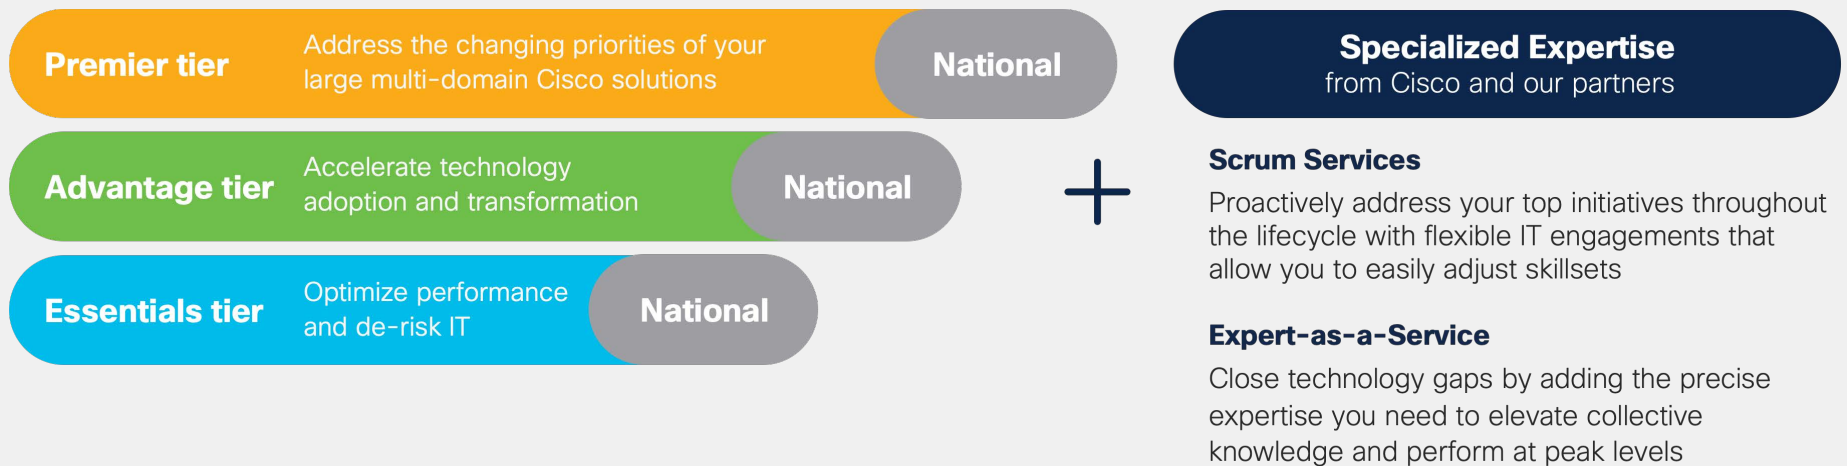 Premier tier
Address the changing priorities of your
large multi-domain Cisco solutions
National
Advantage tier
Accelerate technology
adoption and transformation
National
Essentials tier
Optimize performance
and de-risk IT
National
Specialized Expertise
from Cisco and our partners
Scrum Services
Proactively address your top initiatives throughout
the lifecycle with flexible IT engagements that
allow you to easily adjust skillsets
Expert-as-a-Service
Close technology gaps by adding the precise
expertise you need to elevate collective
knowledge and perform at peak levels